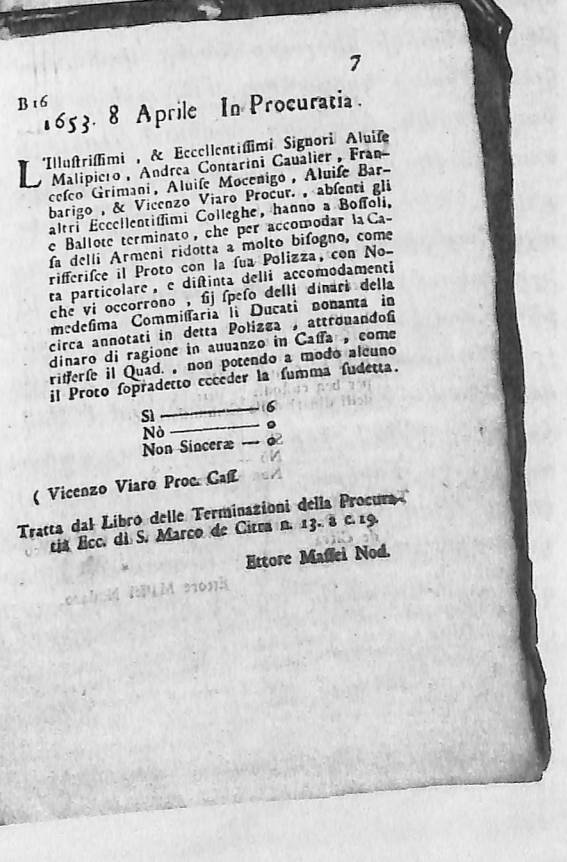 7
B 16
1653. 8 Aprile In Procuratia.
L'Illuſtriſſimi, & Eccellentiſſimi Signori Aluiſe
Malipiero, Andrea Contarini Caualier, Fran-
ceſco Grimani, Aluiſe Mocenigo, Aluiſe Bar-
barigo, & Vicenzo Viaro Procur., abſenti gli
altri Eccellentiſſimi Colleghe, hanno a Boſſoli,
e Ballote terminato, che per accomodar la Ca-
ſa delli Armeni ridotta a molto biſogno, come
rifferiſce il Proto con la ſua Polizza, con No-
ta particolare, e diſtinta delli accomodamenti
che vi occorrono, ſij ſpeſo delli dinari della
medeſima Commiſſaria li Ducati nonanta in
circa annotati in detta Polizza, attrouandoſi
dinaro di ragione in auuanzo in Caſſa, come
rifferſe il Quad., non potendo a modo alcuno
il Proto ſopradetto ecceder la ſumma ſudetta.
Sì — 6
Nò — 0
Non Sinceræ — 0
( Vicenzo Viaro Proc. Caſſ.
Tratta dal Libro delle Terminazioni della Procura-
tia Ecc. di S. Marco de Citra n. 13. a c. 19.
Ettore Maffei Nod.